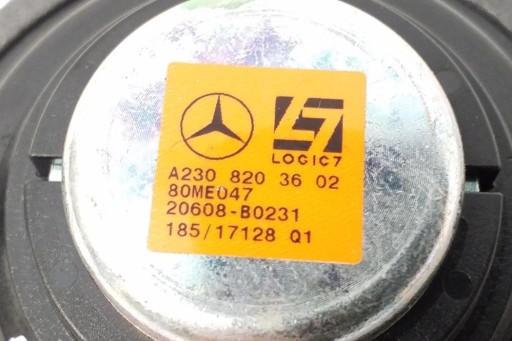 LOGIC7
A230 820 36 02
80ME047
20608-B0231
185/17128 Q1